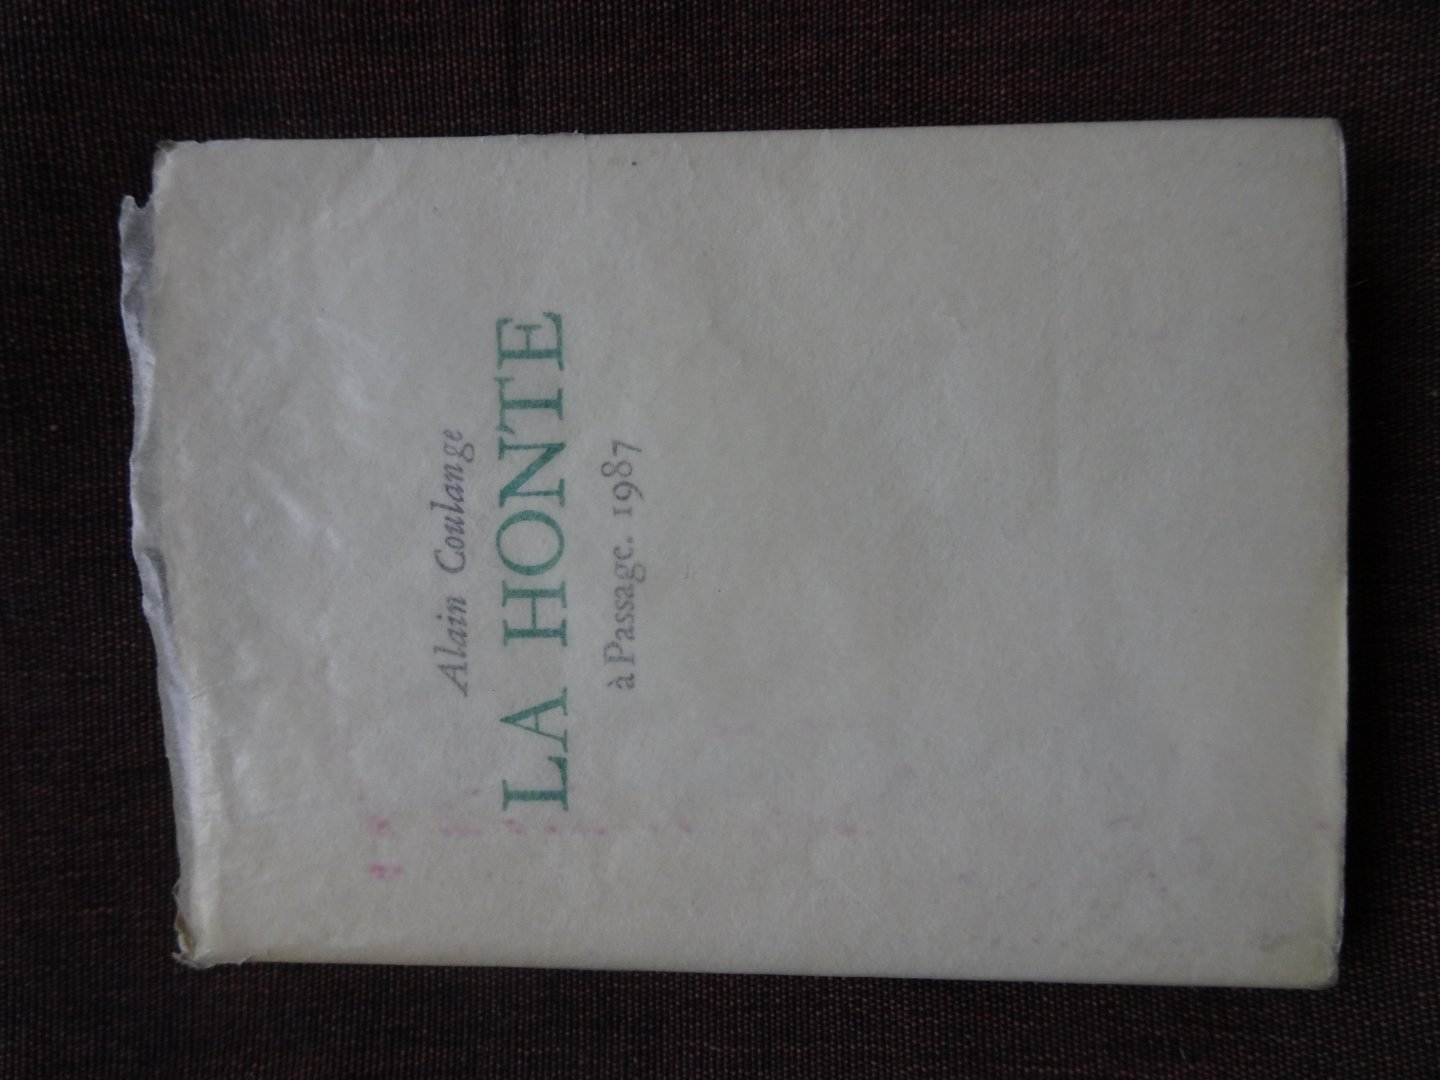 Alain Coulange
LA HONTE
à Passage. 1987